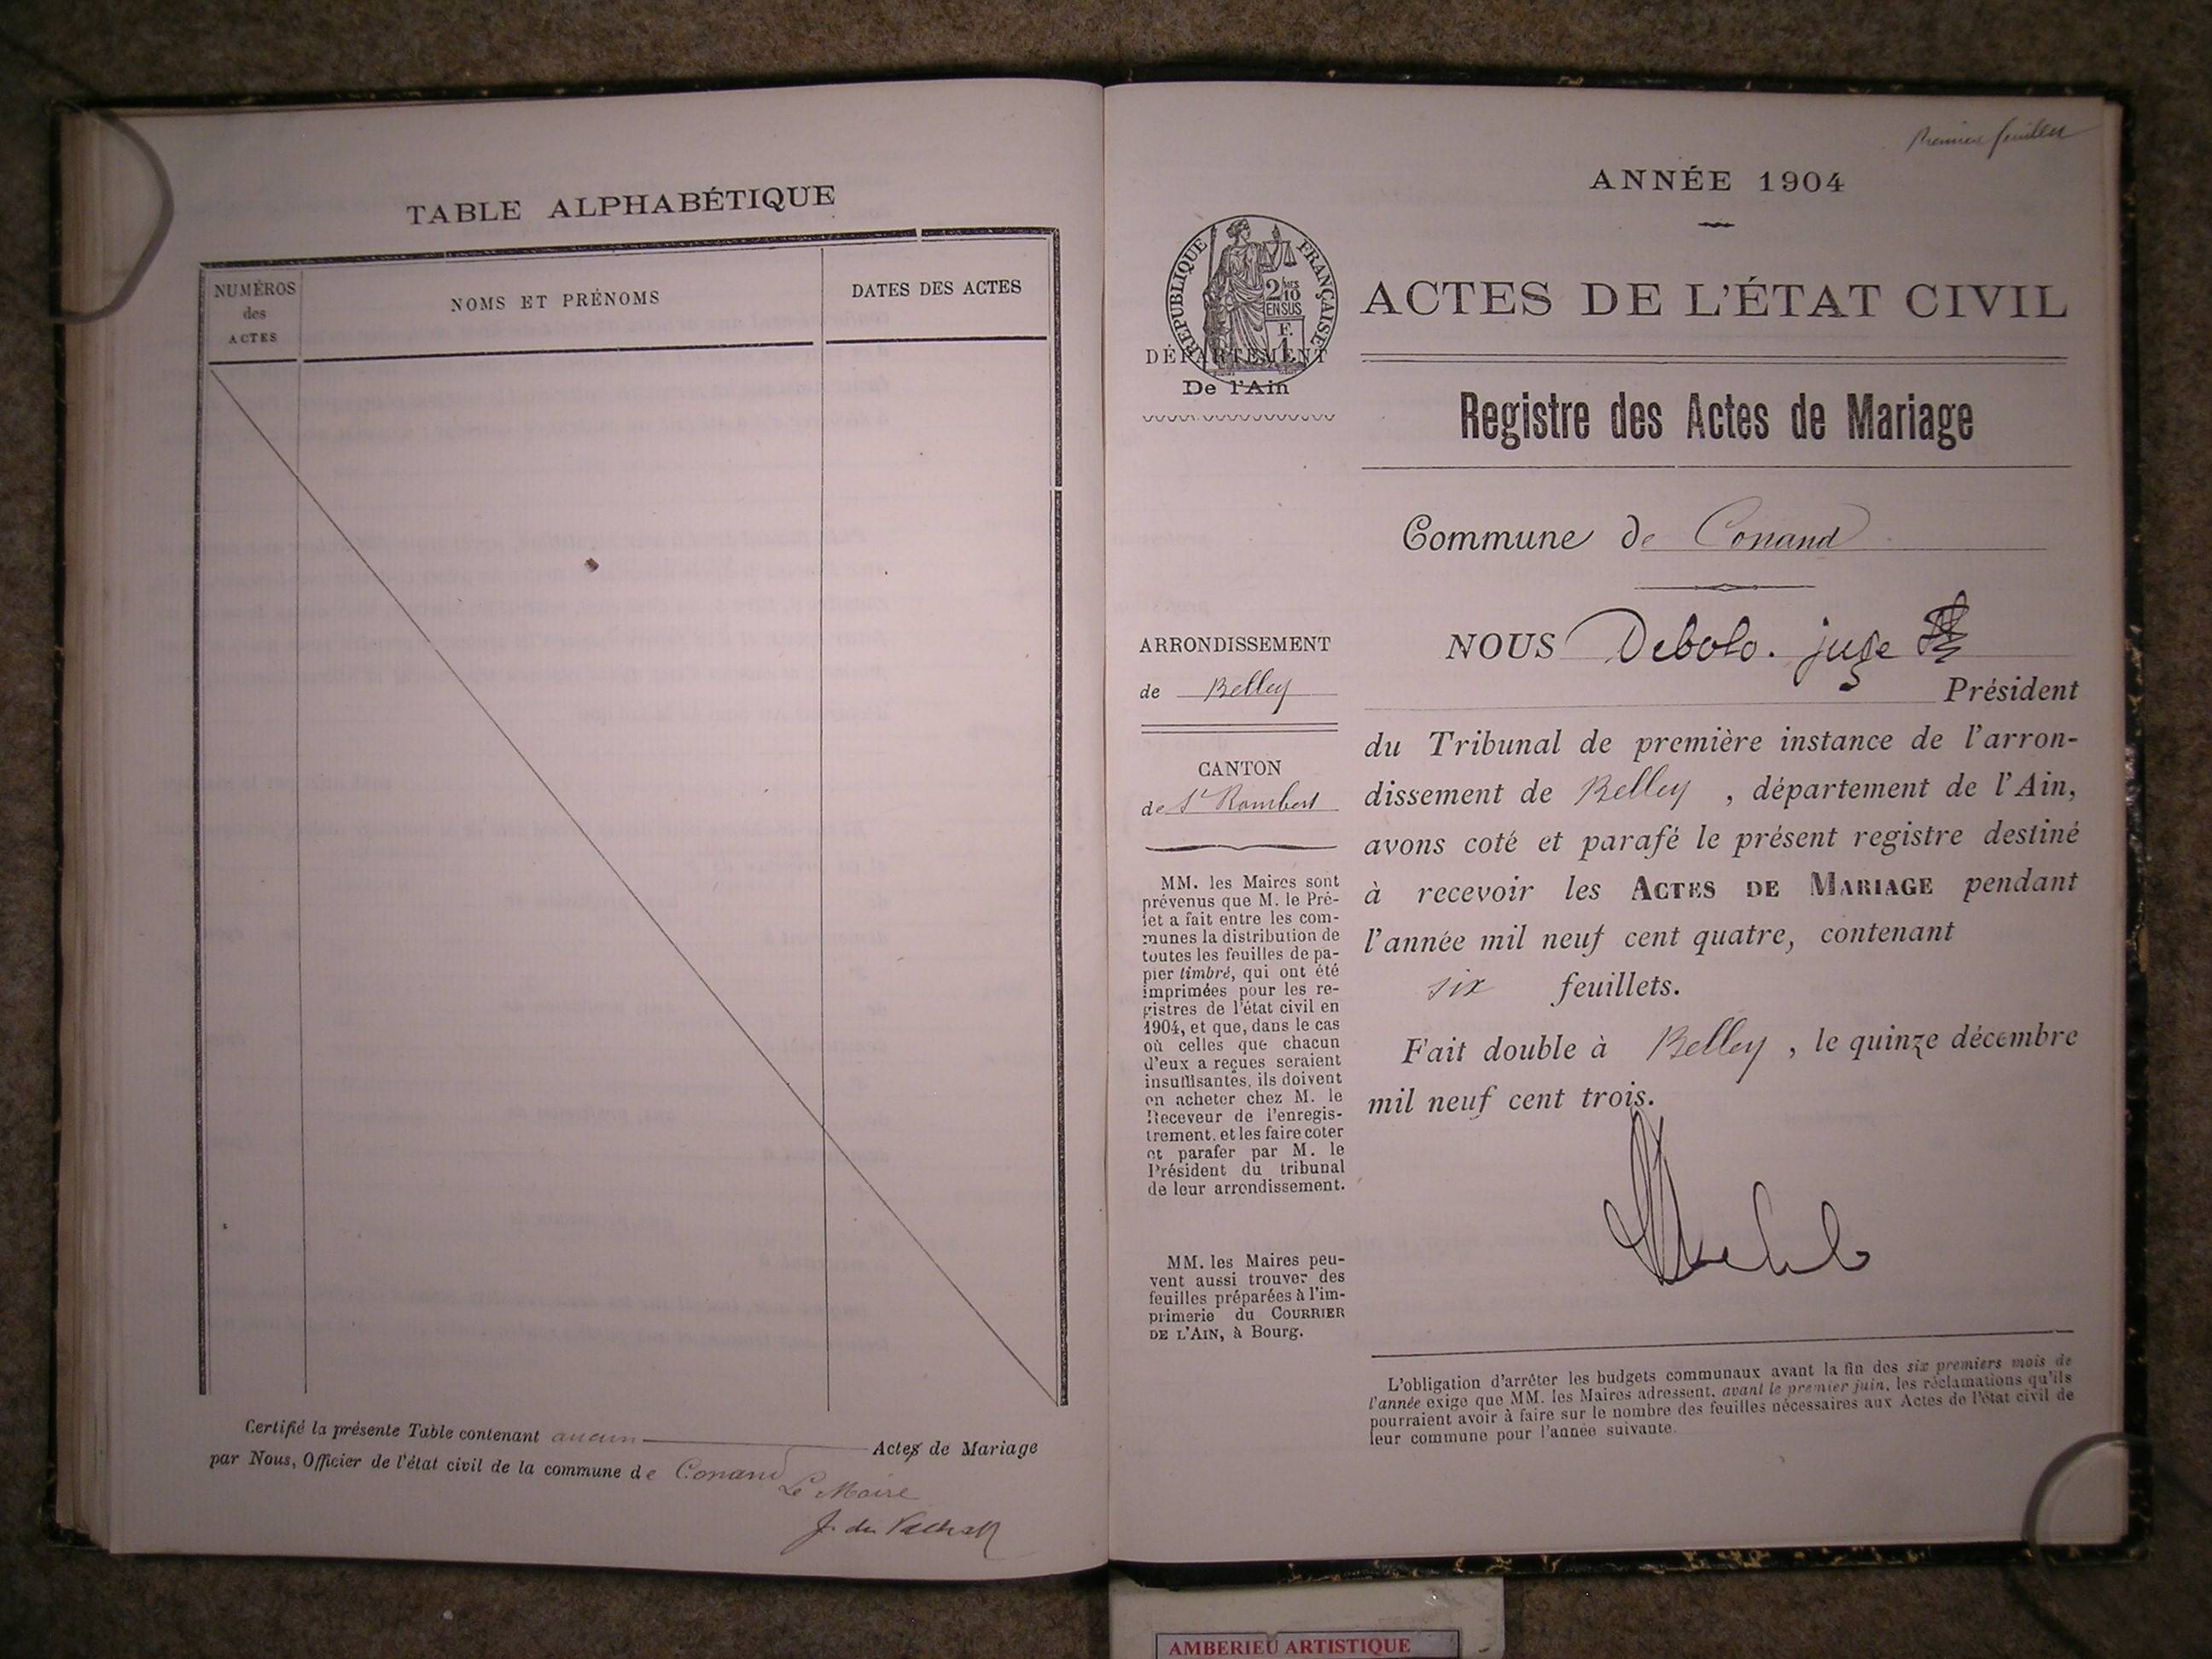 TABLE ALPHABÉTIQUE
NUMÉROS
des
ACTES
NOMS ET PRÉNOMS
DATES DES ACTES
Certifié la présente Table contenant aucun Actes de Mariage
par Nous, Officier de l'état civil de la commune de Conand
Le Maire
J. du
Premier feuillet
ANNÉE 1904
RÉPUBLIQUE FRANÇAISE
2/10
EN SUS
F.
1
ACTES DE L'ÉTAT CIVIL
DÉPARTEMENT
De l'Ain
Registre des Actes de Mariage
Commune de Conand
ARRONDISSEMENT
de Belley
CANTON
de St Rambert
MM. les Maires sont
prévenus que M. le Pré-
fet a fait entre les com-
munes la distribution de
toutes les feuilles de pa-
pier timbré, qui ont été
imprimées pour les re-
gistres de l'état civil en
1904, et que, dans le cas
où celles que chacun
d'eux a reçues seraient
insuffisantes, ils doivent
en acheter chez M. le
Receveur de l'enregis-
trement, et les faire coter
et parafer par M. le
Président du tribunal
de leur arrondissement.
MM. les Maires peu-
vent aussi trouver des
feuilles préparées à l'im-
primerie du COURRIER
DE L'AIN, à Bourg.
NOUS Debolo. juge
Président
du Tribunal de première instance de l'arron-
dissement de Belley, département de l'Ain,
avons coté et parafé le présent registre destiné
à recevoir les ACTES DE MARIAGE pendant
l'année mil neuf cent quatre, contenant
six feuillets.
Fait double à Belley, le quinze décembre
mil neuf cent trois.
L'obligation d'arrêter les budgets communaux avant la fin des six premiers mois de
l'année exige que MM. les Maires adressent, avant le premier juin, les réclamations qu'ils
pourraient avoir à faire sur le nombre des feuilles nécessaires aux Actes de l'état civil de
leur commune pour l'année suivante.
AMBERIEU ARTISTIQUE